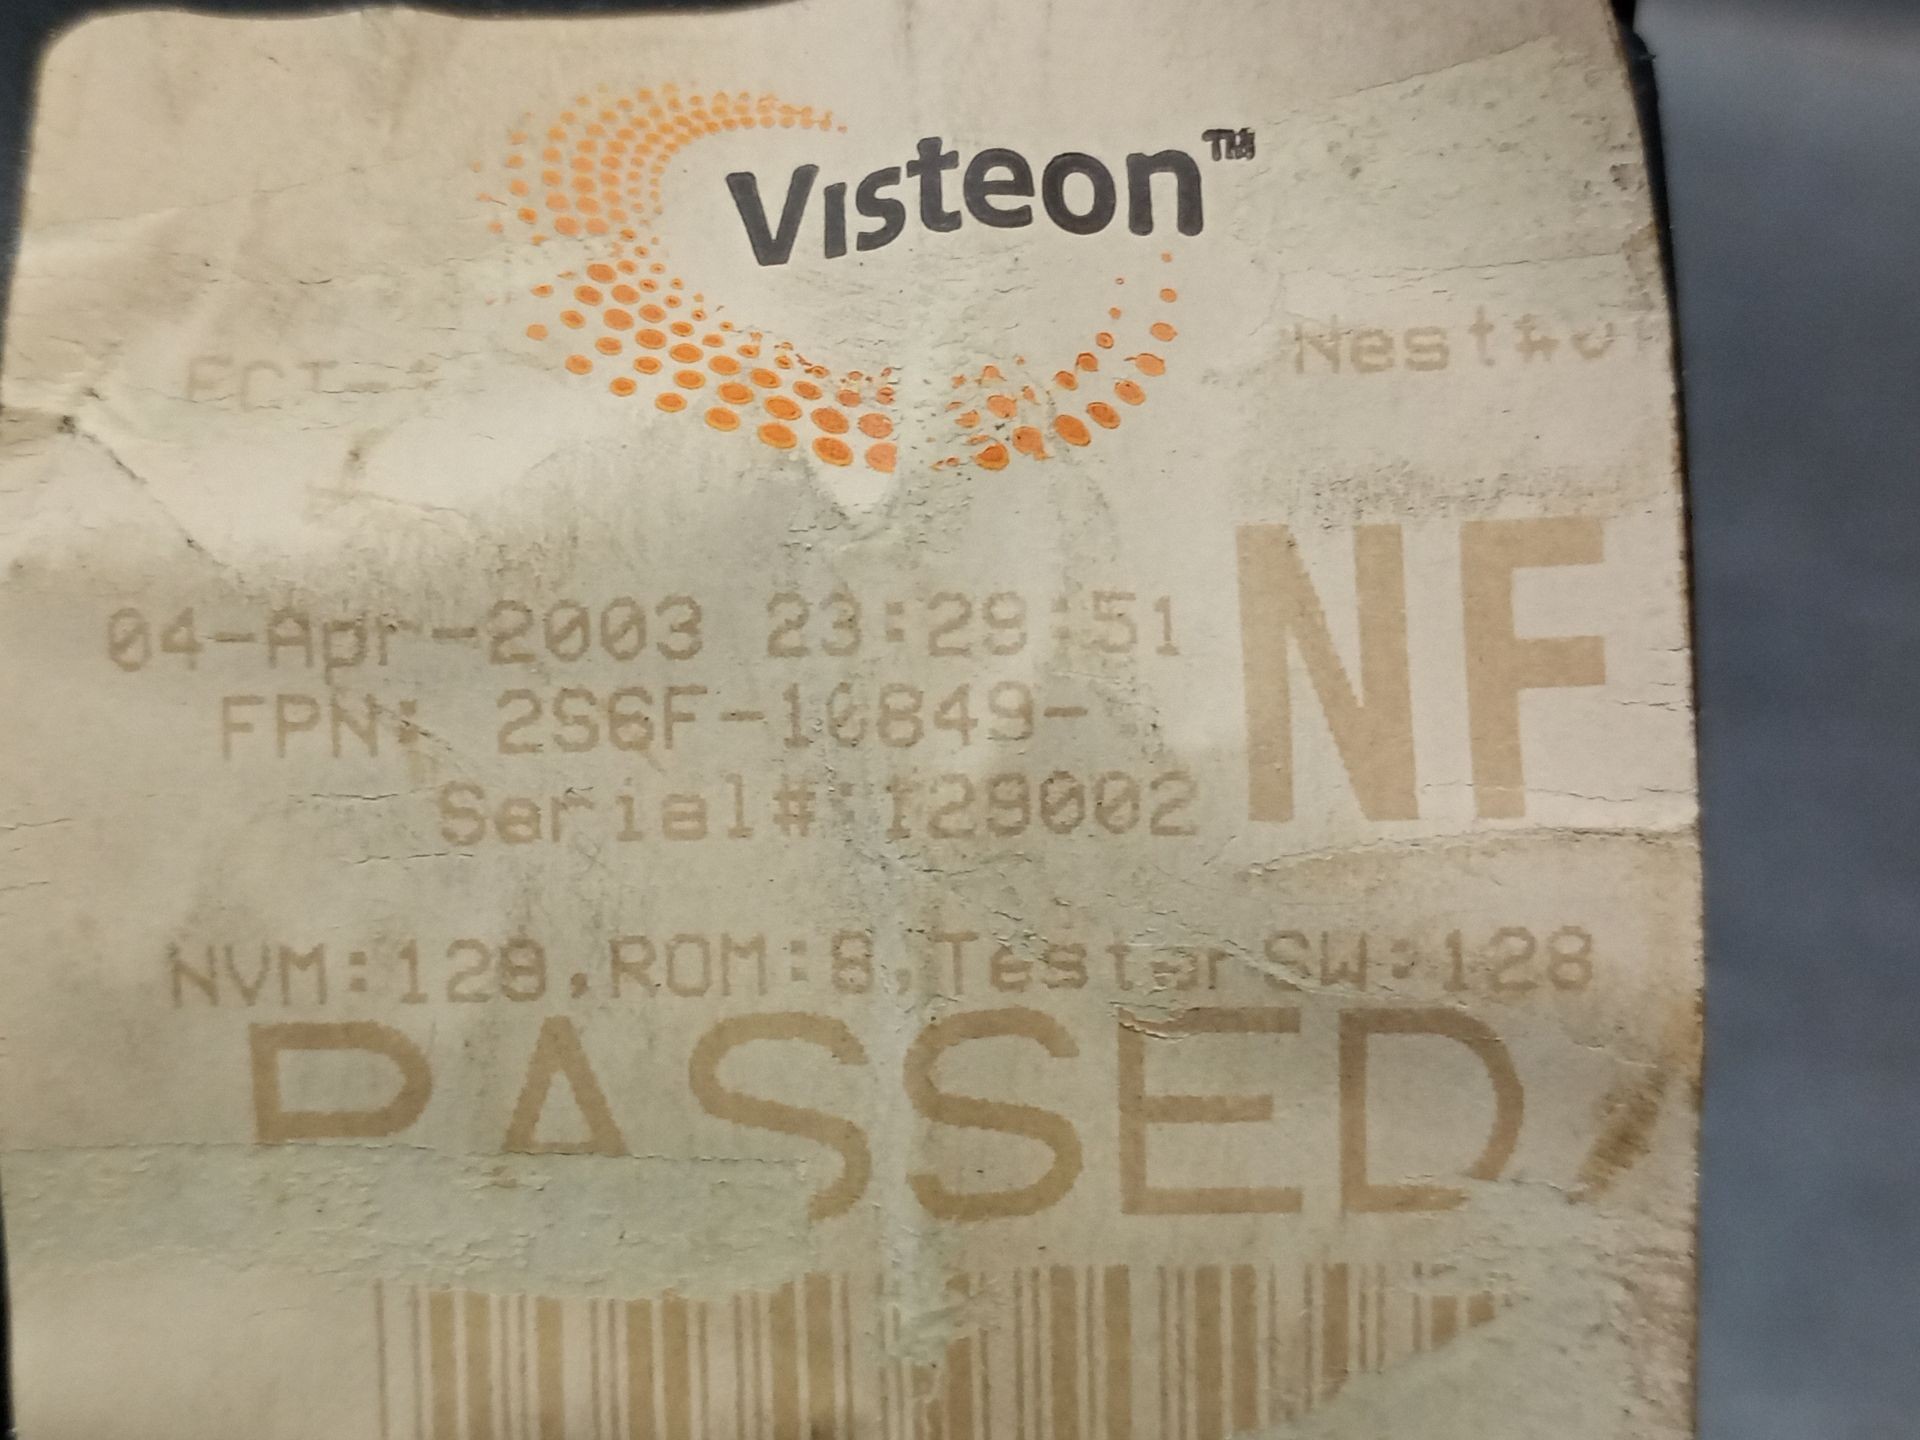 Visteon™
04-Apr-2003 23:29:51
NF
FPN: 2S6F-10849-
Serial#:129002
NVM:128,ROM:8,Tester SW:128
PASSED